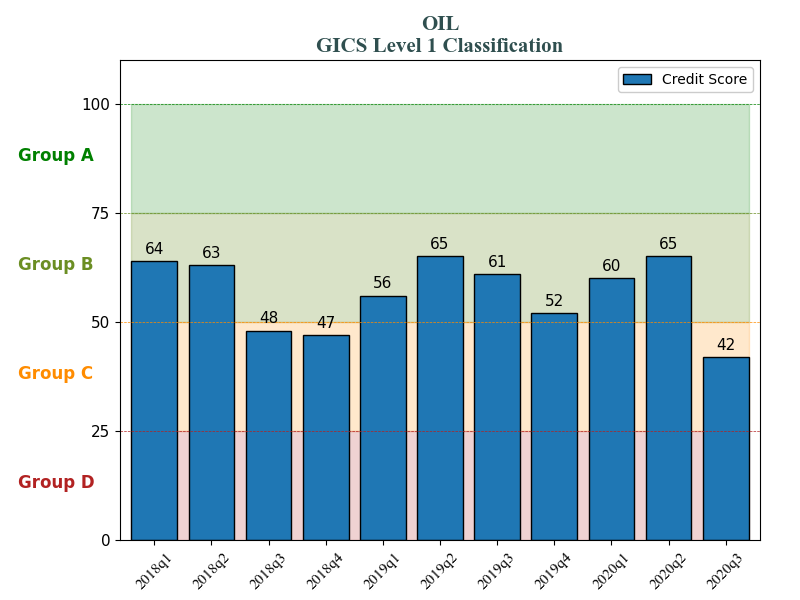 OIL
GICS Level 1 Classification
Credit Score
100
Group A
75
Group B
50
Group C
25
Group D
0
64
63
48
47
56
65
61
52
60
65
42
2018q1
2018q2
2018q3
2018q4
2019q1
2019q2
2019q3
2019q4
2020q1
2020q2
2020q3